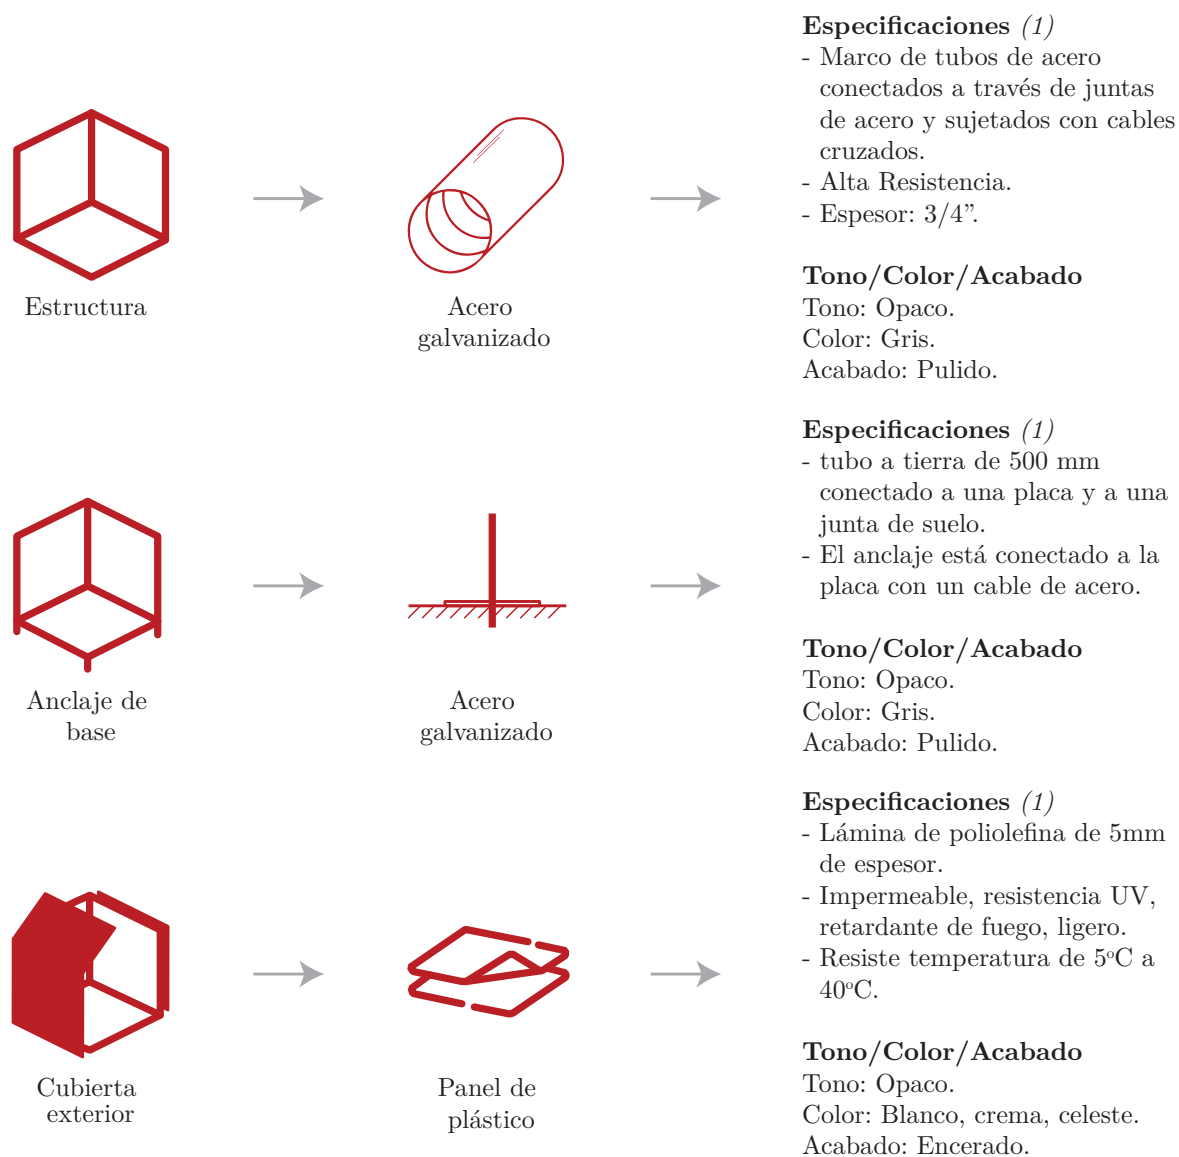 Estructura
Acero
galvanizado
Especificaciones (1)
- Marco de tubos de acero
conectados a través de juntas
de acero y sujetados con cables
cruzados.
- Alta Resistencia.
- Espesor: 3/4”.
Tono/Color/Acabado
Tono: Opaco.
Color: Gris.
Acabado: Pulido.
Anclaje de
base
Acero
galvanizado
Especificaciones (1)
- tubo a tierra de 500 mm
conectado a una placa y a una
junta de suelo.
- El anclaje está conectado a la
placa con un cable de acero.
Tono/Color/Acabado
Tono: Opaco.
Color: Gris.
Acabado: Pulido.
Cubierta
exterior
Panel de
plástico
Especificaciones (1)
- Lámina de poliolefina de 5mm
de espesor.
- Impermeable, resistencia UV,
retardante de fuego, ligero.
- Resiste temperatura de 5ºC a
40ºC.
Tono/Color/Acabado
Tono: Opaco.
Color: Blanco, crema, celeste.
Acabado: Encerado.